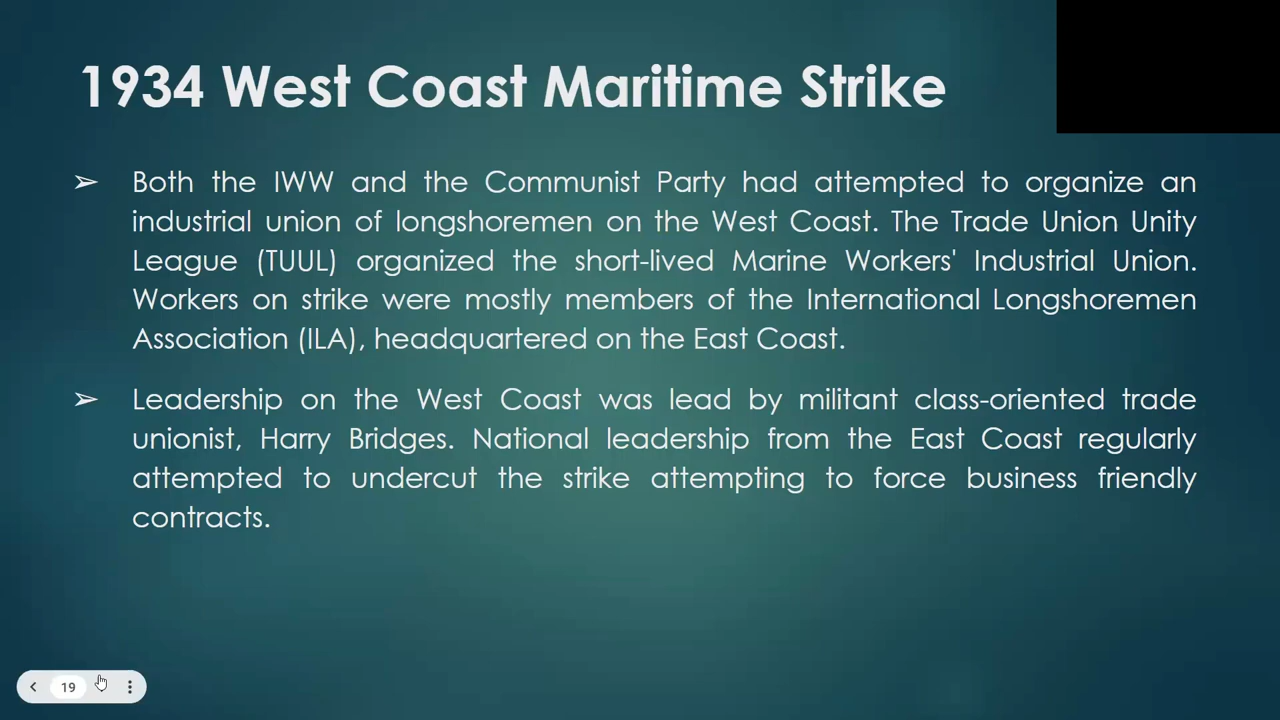 1934 West Coast Maritime Strike
➢ Both the IWW and the Communist Party had attempted to organize an
industrial union of longshoremen on the West Coast. The Trade Union Unity
League (TUUL) organized the short-lived Marine Workers' Industrial Union.
Workers on strike were mostly members of the International Longshoremen
Association (ILA), headquartered on the East Coast.
➢ Leadership on the West Coast was lead by militant class-oriented trade
unionist, Harry Bridges. National leadership from the East Coast regularly
attempted to undercut the strike attempting to force business friendly
contracts.
19